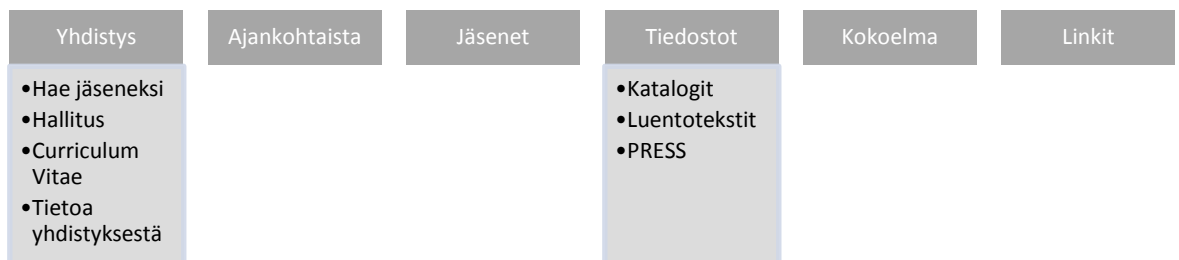 Yhdistys
•Hae jäseneksi
•Hallitus
•Curriculum
Vitae
•Tietoa
yhdistyksestä
Ajankohtaista
Jäsenet
Tiedostot
•Katalogit
•Luentotekstit
•PRESS
Kokoelma
Linkit